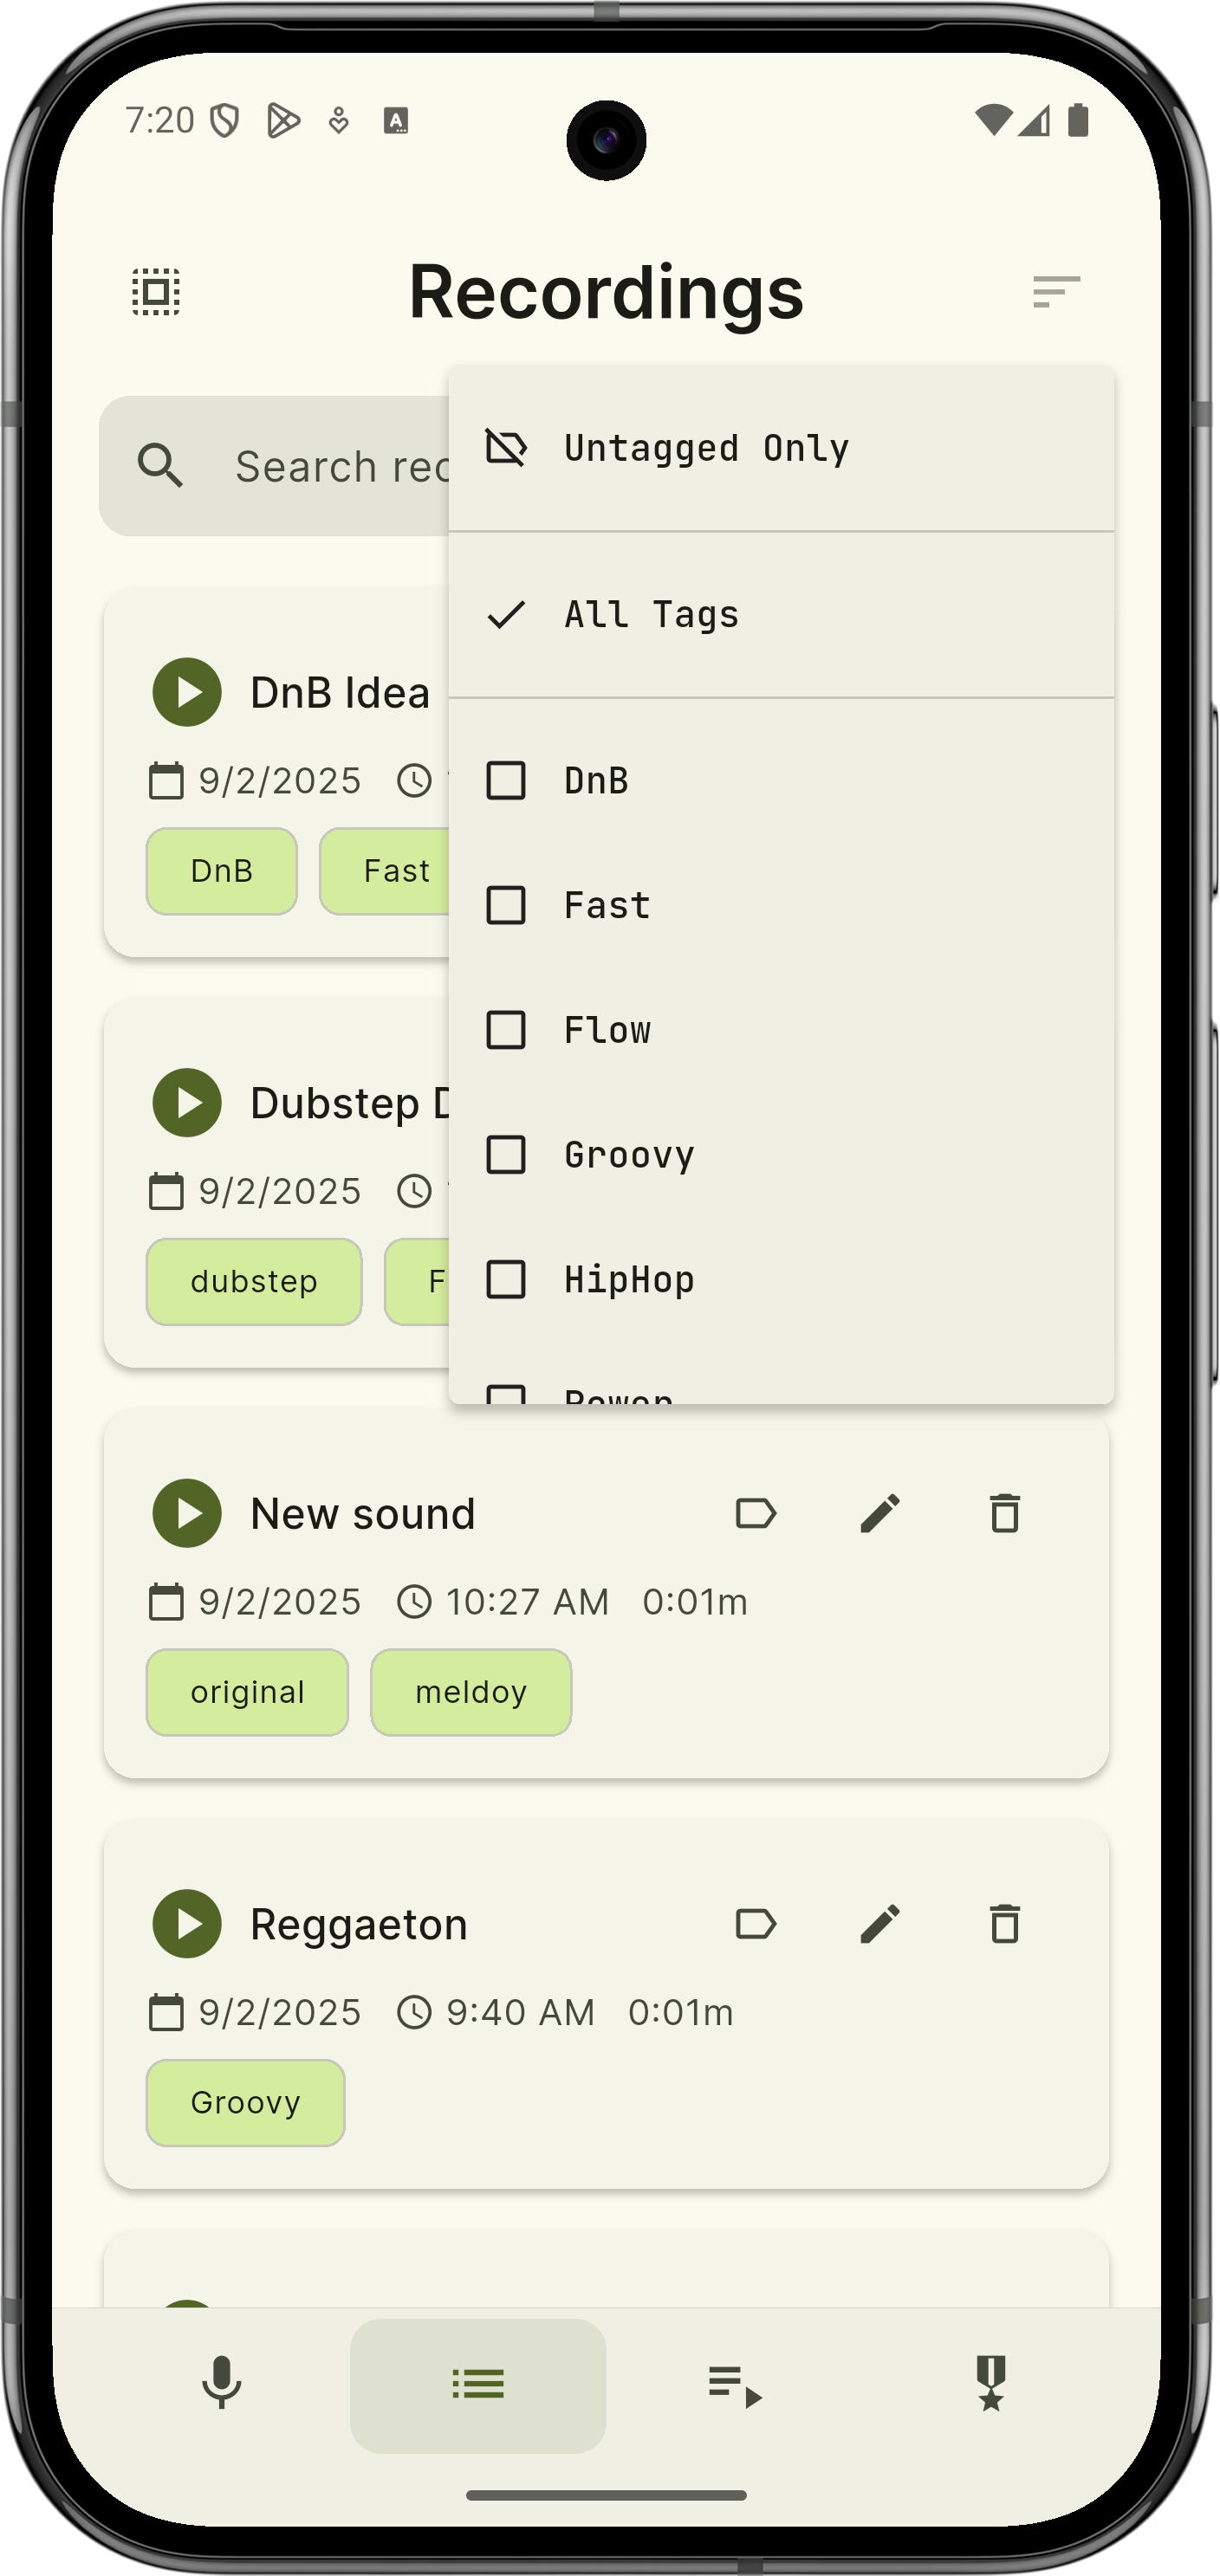 7:20
Recordings
Search rec
Untagged Only
All Tags
DnB Idea
9/2/2025
DnB
DnB Fast
Fast
Flow
Dubstep D
Groovy
9/2/2025
HipHop
dubstep F
New sound
9/2/2025 10:27 AM 0:01m
original meldoy
Reggaeton
9/2/2025 9:40 AM 0:01m
Groovy